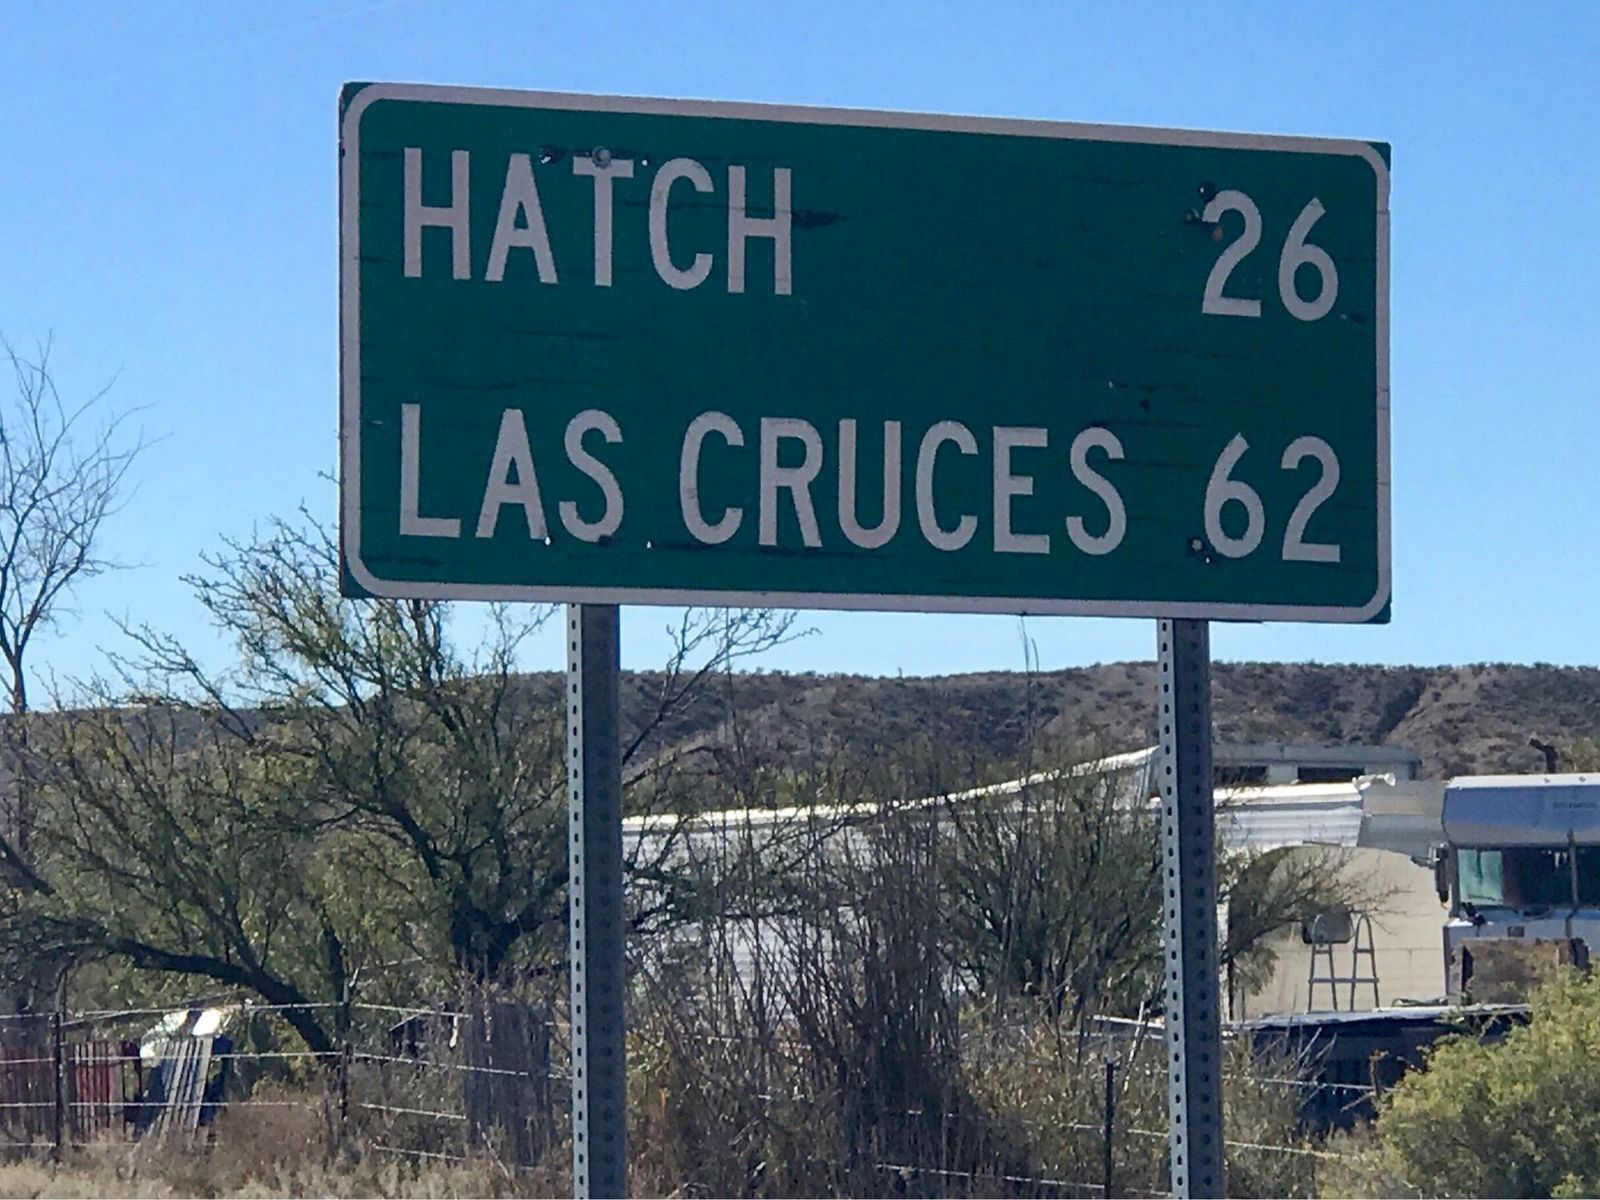 HATCH 26
LAS CRUCES 62